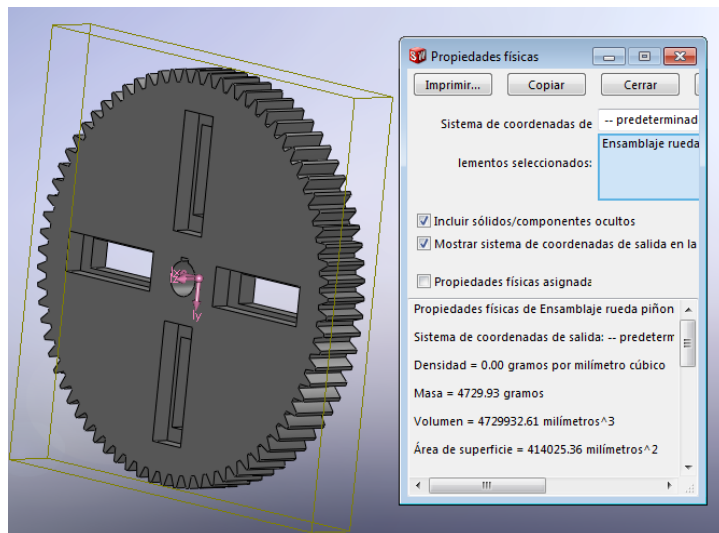 Propiedades físicas
Imprimir... Copiar Cerrar
Sistema de coordenadas de -- predeterminad
lementos seleccionados: Ensamblaje rueda
Incluir sólidos/componentes ocultos
Mostrar sistema de coordenadas de salida en la
Propiedades físicas asignada
Propiedades físicas de Ensamblaje rueda piñon
Sistema de coordenadas de salida: -- predeterm
Densidad = 0.00 gramos por milímetro cúbico
Masa = 4729.93 gramos
Volumen = 4729932.61 milímetros^3
Área de superficie = 414025.36 milímetros^2
Iy